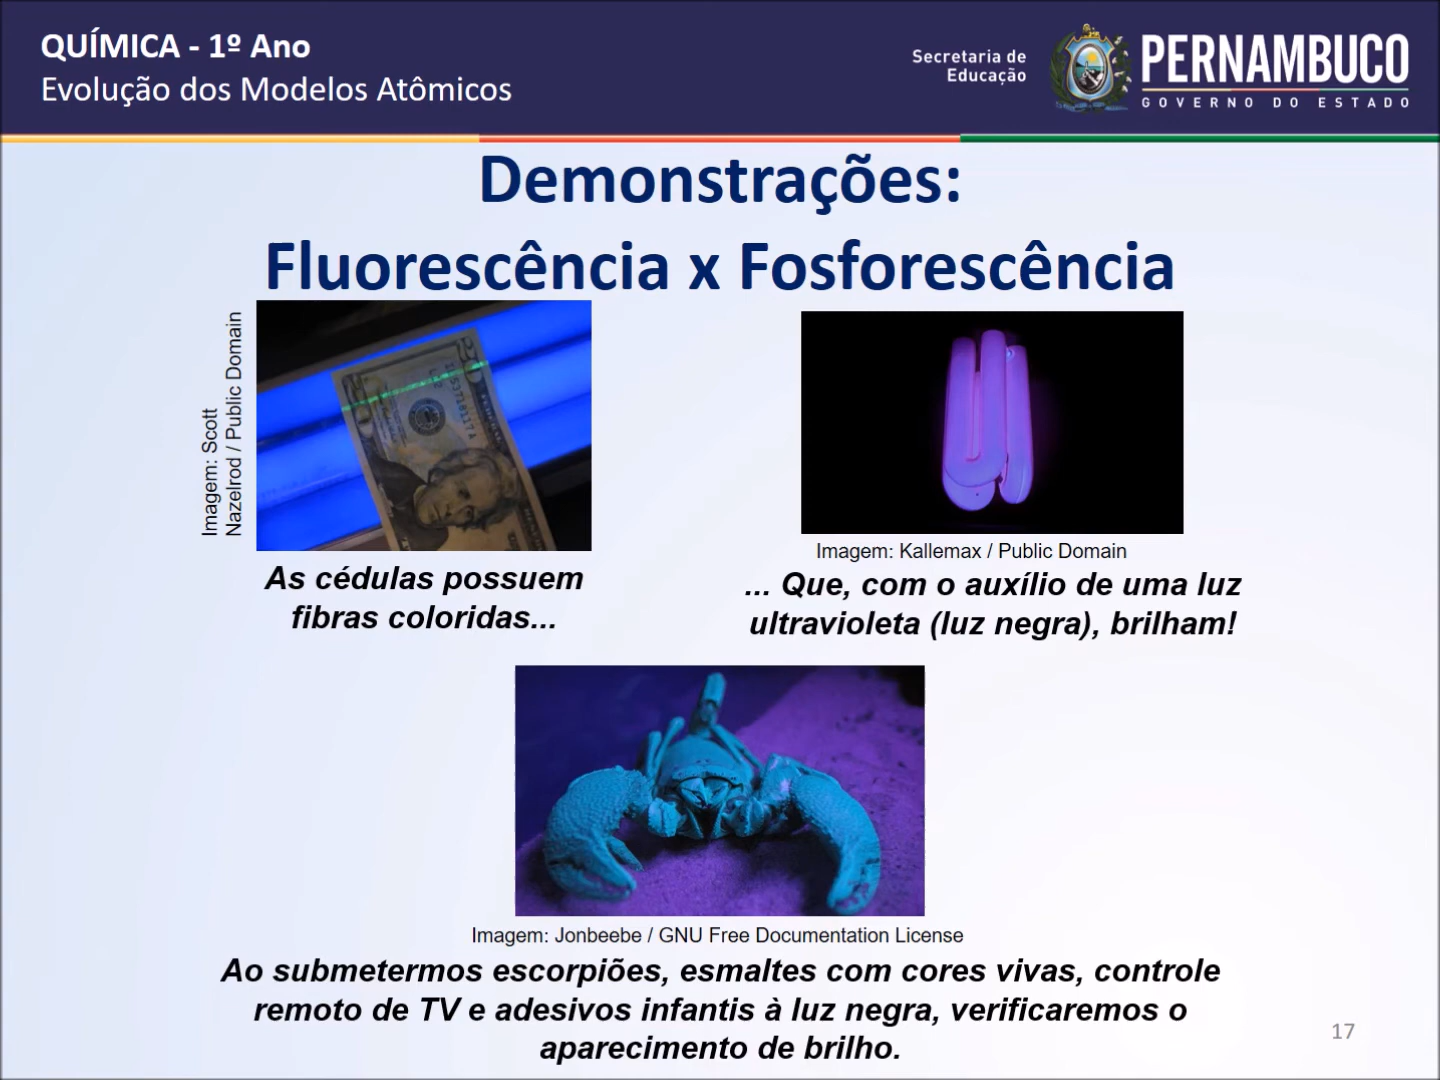 QUÍMICA - 1º Ano
Evolução dos Modelos Atômicos
Secretaria de
Educação
PERNAMBUCO
GOVERNO DO ESTADO
Demonstrações:
Fluorescência x Fosforescência
Imagem: Scott
Nazelrod / Public Domain
Imagem: Kallemax / Public Domain
As cédulas possuem
fibras coloridas...
... Que, com o auxílio de uma luz
ultravioleta (luz negra), brilham!
Imagem: Jonbeebe / GNU Free Documentation License
Ao submetermos escorpiões, esmaltes com cores vivas, controle
remoto de TV e adesivos infantis à luz negra, verificaremos o
aparecimento de brilho.
17